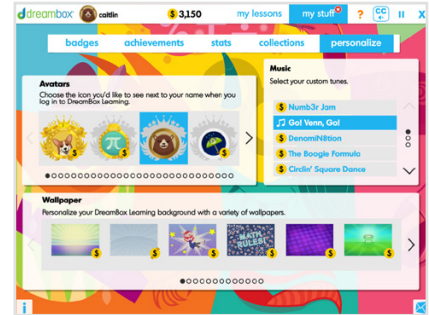 dreambox caitlin $ 3,150 my lessons my stuff ? CC X
badges achievements stats collections personalize
Avatars
Choose the icon you'd like to see next to your name when you
log in to DreamBox Learning.
π
$ $ $
Music
Select your custom tunes.
$ Numb3r Jam
Go! Venn, Go!
$ DenomiN8tion
$ The Boogie Formula
$ Circlin' Square Dance
Wallpaper
Personalize your DreamBox Learning background with a variety of wallpapers.
MATH
RULES!
$ $ $ $ $ $
i